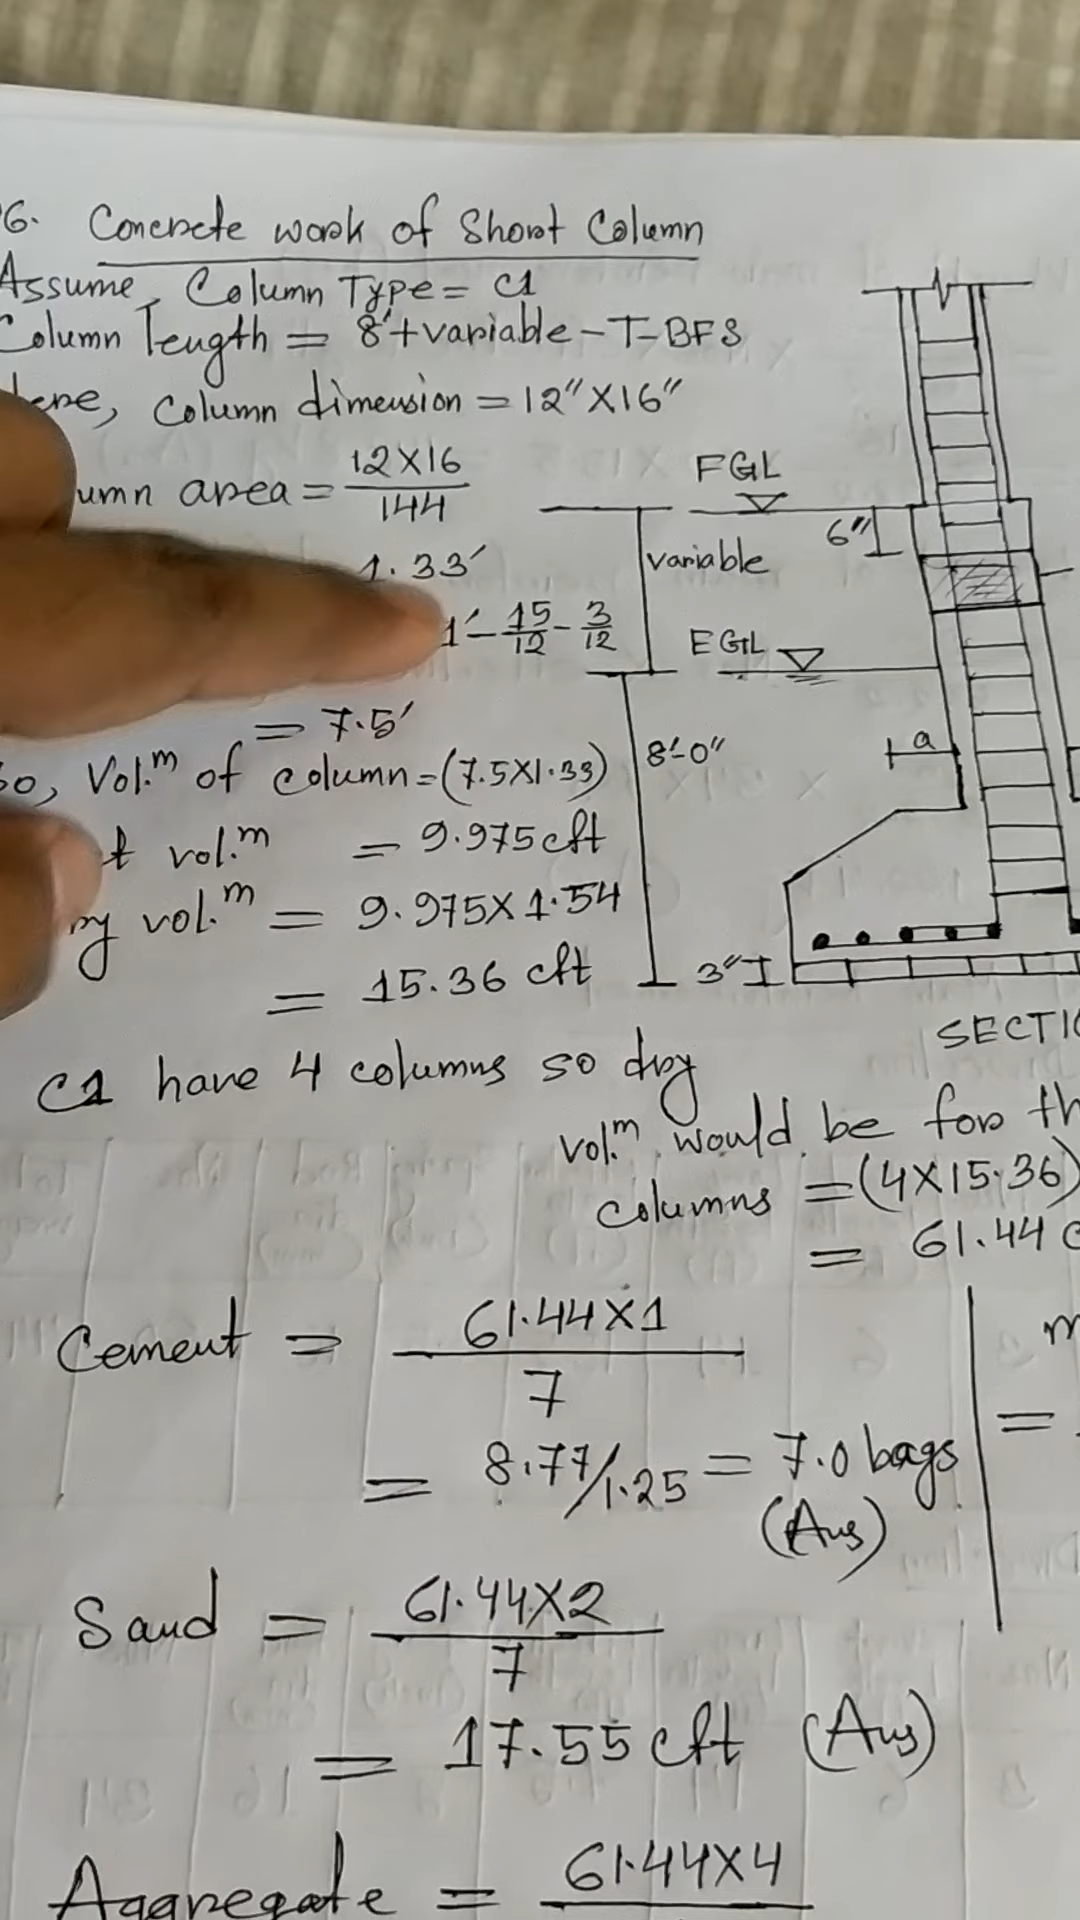 6. Concrete work of Short Column
Assume, Column Type = C1
Column length = 8'+variable-T-BFS
Column dimension = 12"X16"
area = 12X16
144
1.33'
1'-15/12-3/12
= 7.5'
Vol.m of column=(7.5X1.33)
vol.m = 9.975 cft
vol.m = 9.975X1.54
= 15.36 cft
FGL
6"
variable
EGL
a
8'-0"
3"
SECTIO
C1 have 4 columns so dry
vol.m would be for th
columns =(4X15.36)
= 61.44 c
Cement = 61.44X1
7
= 8.77/1.25 = 7.0 bags
(Ans)
m
=
Sand = 61.44X2
7
= 17.55 cft (Ans)
Aggregate = 61.44X4